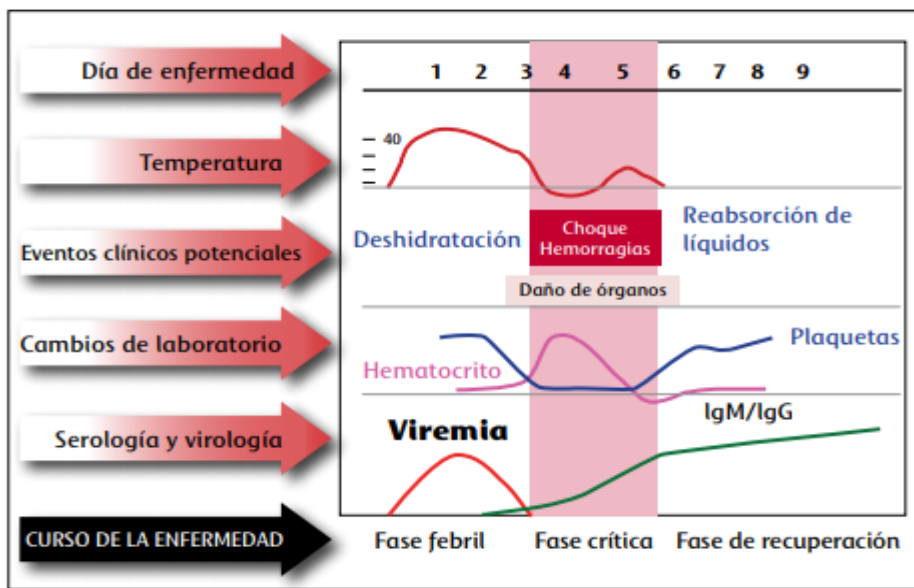 Día de enfermedad
1 2 3 4 5 6 7 8 9
Temperatura
40
Eventos clínicos potenciales
Deshidratación
Choque
Hemorragias
Reabsorción de
líquidos
Daño de órganos
Cambios de laboratorio
Hematocrito
Plaquetas
Serología y virología
Viremia
IgM/IgG
CURSO DE LA ENFERMEDAD
Fase febril
Fase crítica
Fase de recuperación